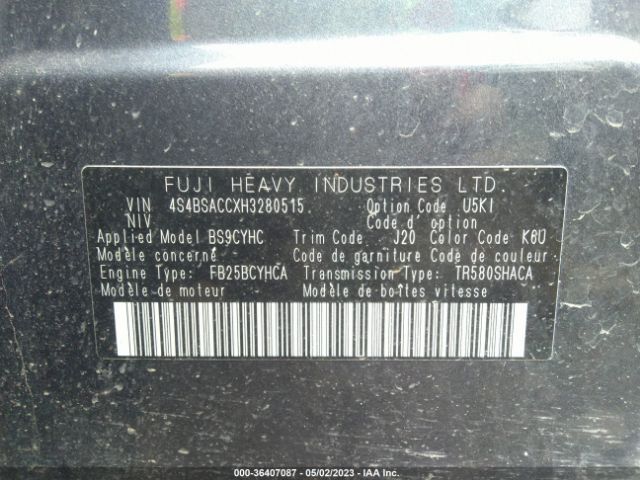 FUJI HEAVY INDUSTRIES LTD.
VIN 4S4BSACCXH3280515 Option Code U5KI
NIV Code d' option
Applied Model BS9CYHC Trim Code J20 Color Code K8U
Modèle concerné Code de garniture Code de couleur
Engine Type FB25BCYHCA Transmission Type TR580SHACA
Modèle de moteur Modèle de boîtes vitesse
000-36407087 - 05/02/2023 - IAA Inc.